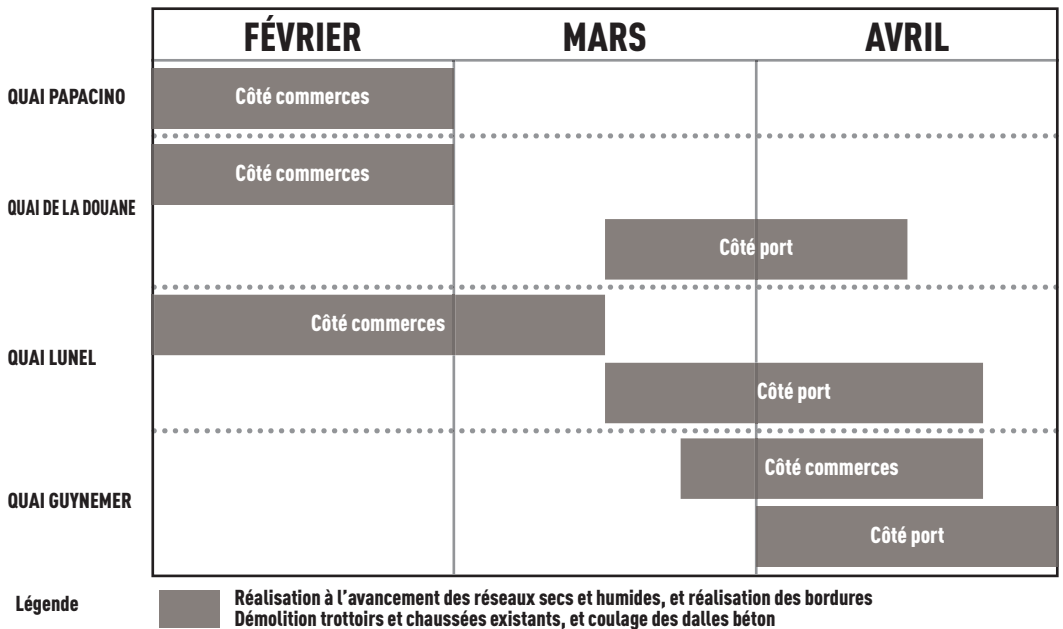 FÉVRIER MARS AVRIL
QUAI PAPACINO Côté commerces
Côté commerces
QUAI DE LA DOUANE
Côté port
Côté commerces
QUAI LUNEL
Côté port
Côté commerces
QUAI GUYNEMER
Côté port
Légende
Réalisation à l’avancement des réseaux secs et humides, et réalisation des bordures
Démolition trottoirs et chaussées existants, et coulage des dalles béton